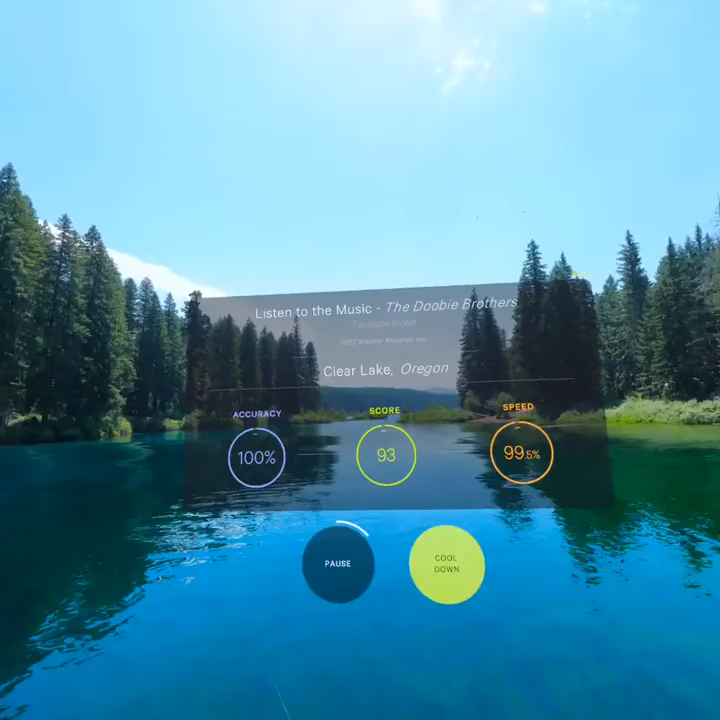 Listen to the Music - The Doobie Brothers
Toulouse Street
Clear Lake, Oregon
ACCURACY
SCORE
SPEED
100%
93
99.5%
PAUSE
COOL
DOWN